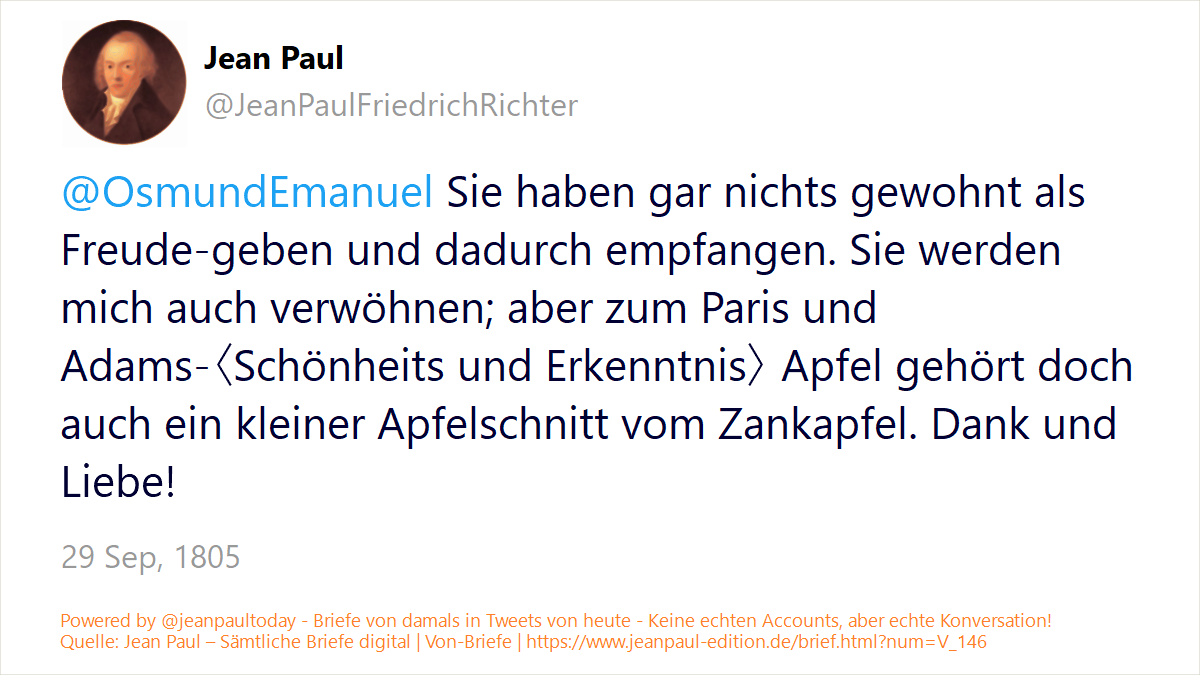 Jean Paul
@JeanPaulFriedrichRichter
@OsmundEmanuel Sie haben gar nichts gewohnt als
Freude-geben und dadurch empfangen. Sie werden
mich auch verwöhnen; aber zum Paris und
Adams-〈Schönheits und Erkenntnis〉 Apfel gehört doch
auch ein kleiner Apfelschnitt vom Zankapfel. Dank und
Liebe!
29 Sep, 1805
Powered by @jeanpaultoday - Briefe von damals in Tweets von heute - Keine echten Accounts, aber echte Konversation!
Quelle: Jean Paul – Sämtliche Briefe digital | Von-Briefe | https://www.jeanpaul-edition.de/brief.html?num=V_146